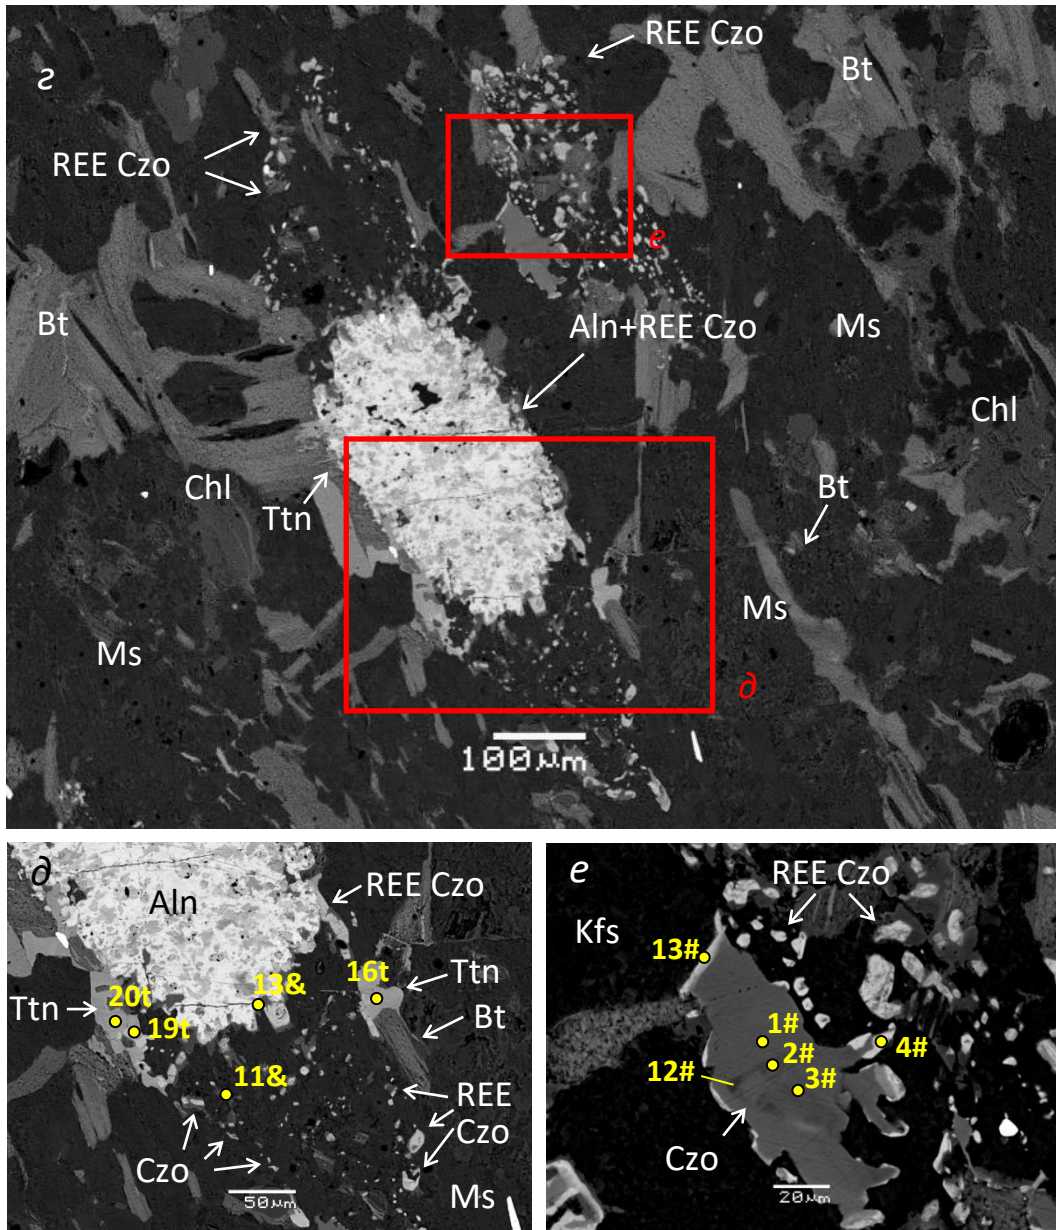 г
REE Czo
Bt
REE Czo
е
Bt
Aln+REE Czo
Ms
Chl
Chl
Ttn
Bt
Ms
Ms
д
100μm
д
Aln
REE Czo
Ttn
20t
19t
13&
16t
Ttn
Bt
11&
REE
Czo
Czo
50μm
Ms
е
REE Czo
Kfs
13#
1#
2#
4#
12#
3#
Czo
20μm